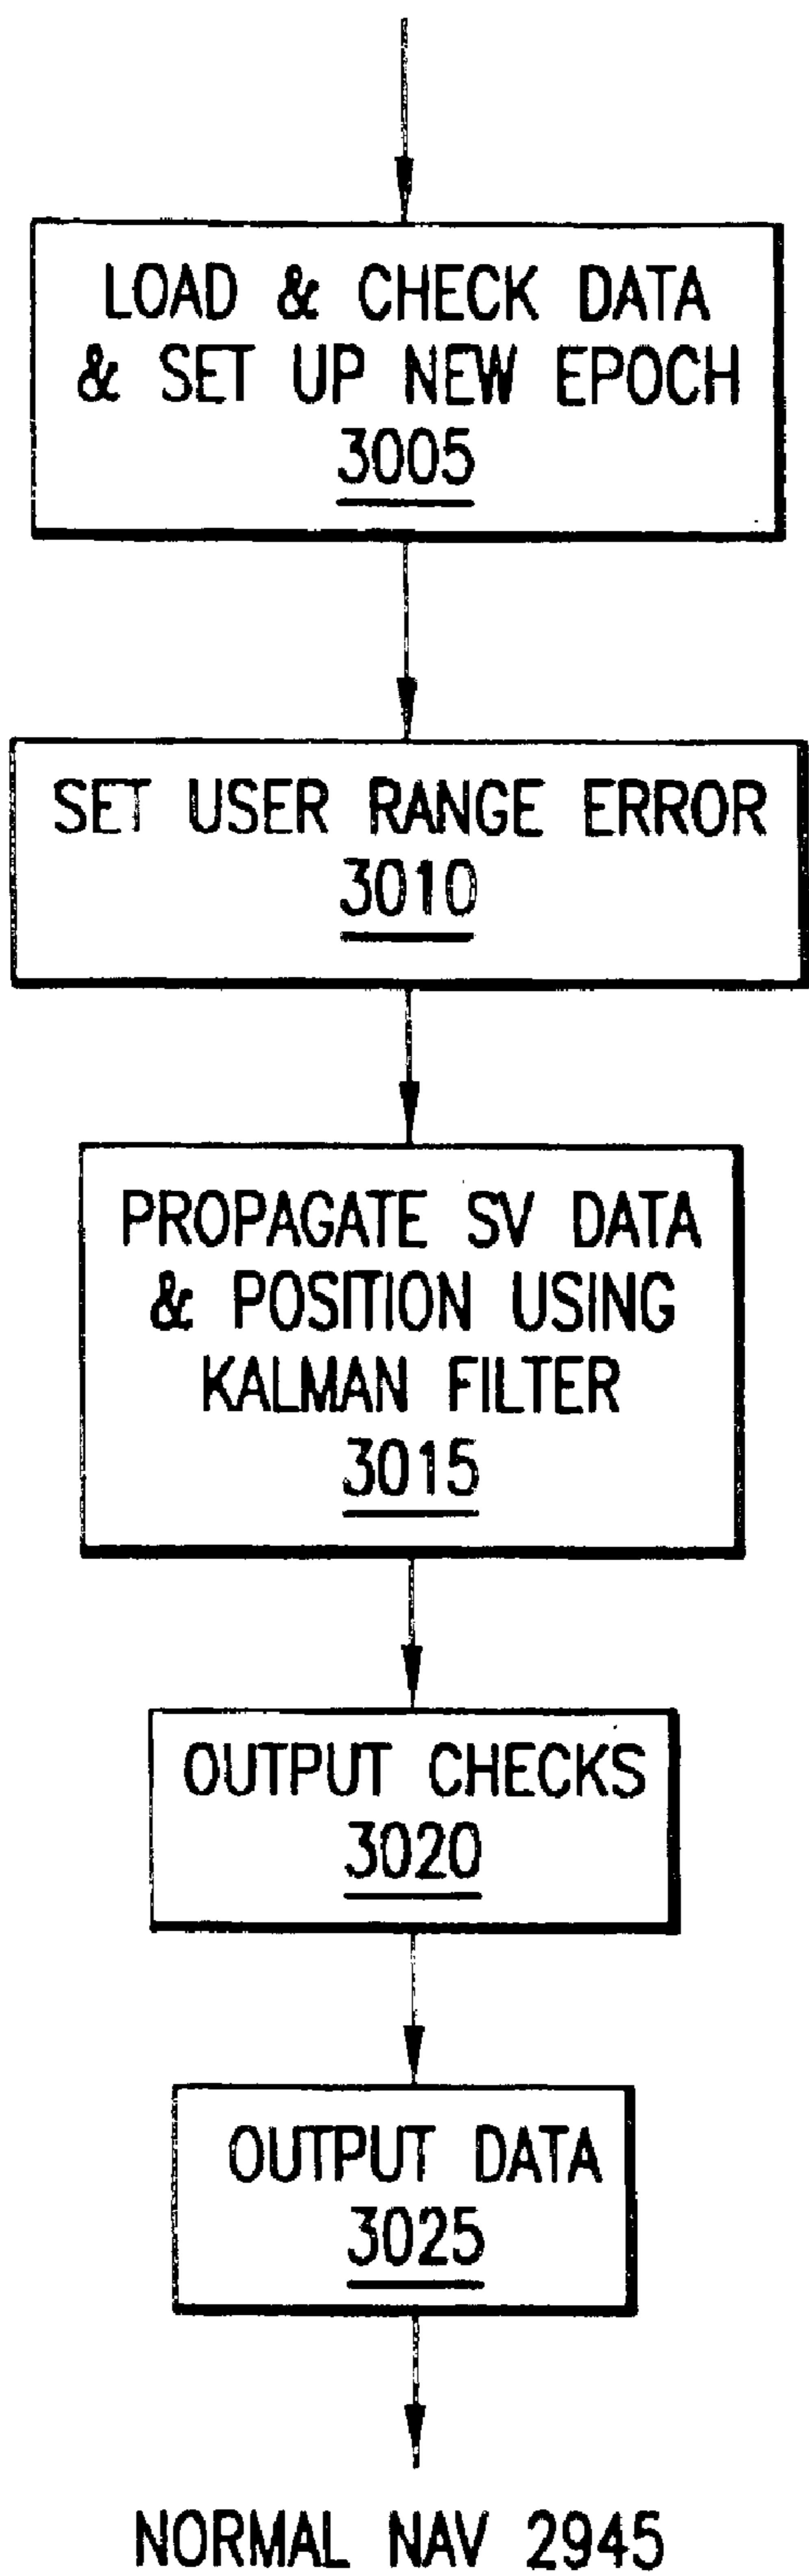 LOAD & CHECK DATA
& SET UP NEW EPOCH
3005
SET USER RANGE ERROR
3010
PROPAGATE SV DATA
& POSITION USING
KALMAN FILTER
3015
OUTPUT CHECKS
3020
OUTPUT DATA
3025
NORMAL NAV 2945